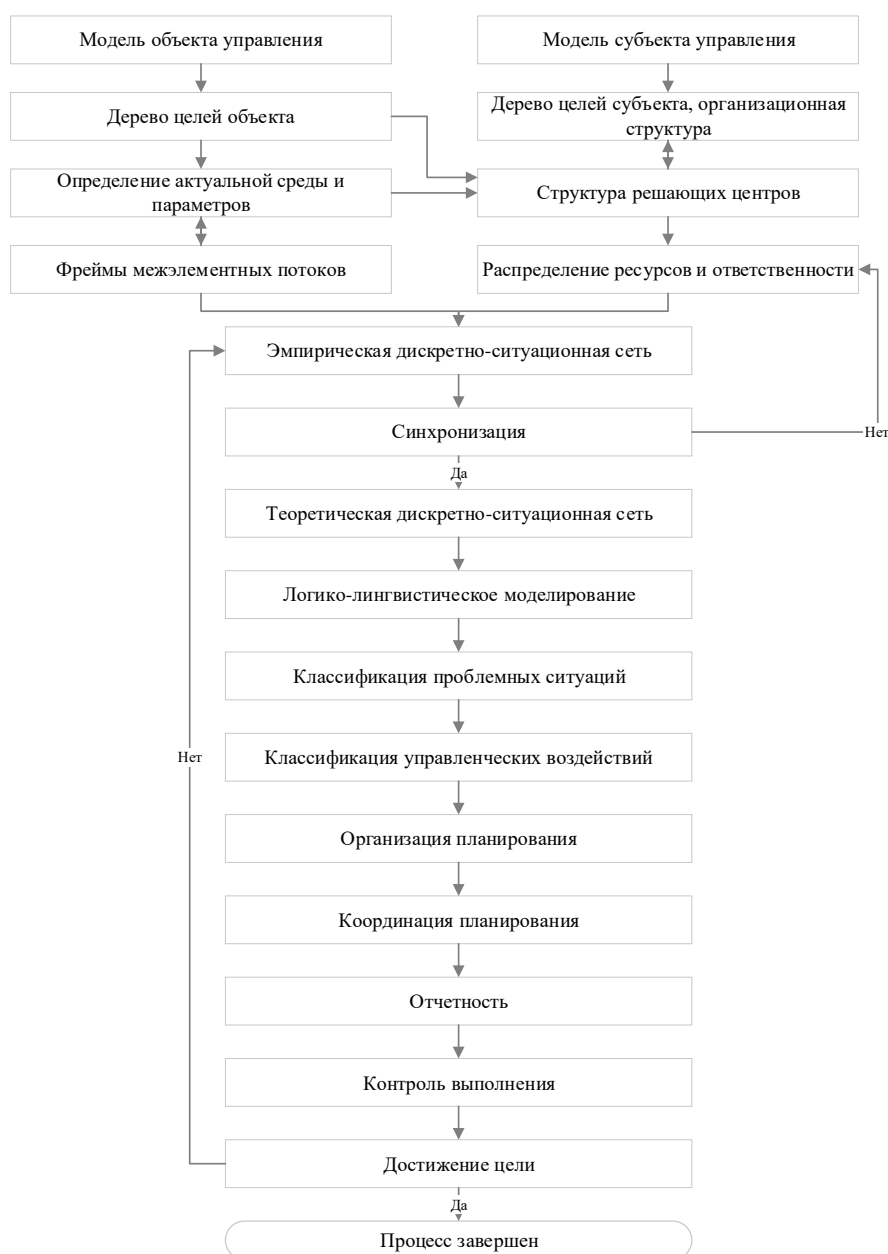 Модель объекта управления
Модель субъекта управления
Дерево целей объекта
Дерево целей субъекта, организационная
структура
Определение актуальной среды и
параметров
Структура решающих центров
Фреймы межэлементных потоков
Распределение ресурсов и ответственности
Эмпирическая дискретно-ситуационная сеть
Синхронизация
Нет
Да
Теоретическая дискретно-ситуационная сеть
Логико-лингвистическое моделирование
Классификация проблемных ситуаций
Нет
Классификация управленческих воздействий
Организация планирования
Координация планирования
Отчетность
Контроль выполнения
Достижение цели
Да
Процесс завершен